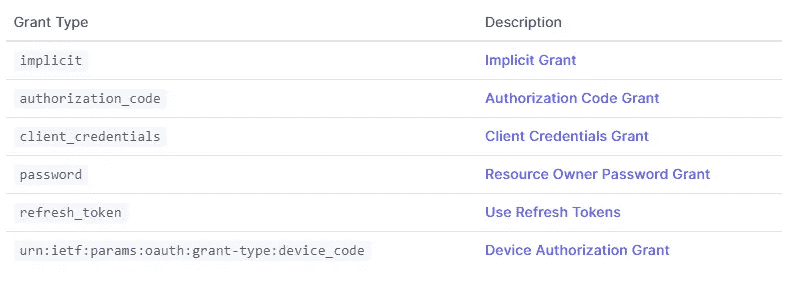 Grant Type Description
implicit Implicit Grant
authorization_code Authorization Code Grant
client_credentials Client Credentials Grant
password Resource Owner Password Grant
refresh_token Use Refresh Tokens
urn:ietf:params:oauth:grant-type:device_code Device Authorization Grant